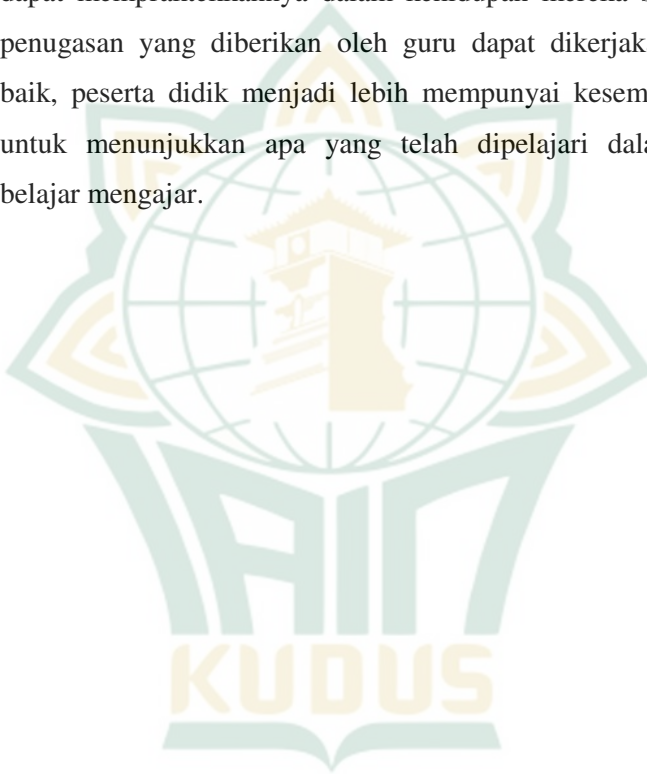 penugasan yang diberikan oleh guru dapat dikerjak
baik, peserta didik menjadi lebih mempunyai kesem
untuk menunjukkan apa yang telah dipelajari dala
belajar mengajar.
IAIN
KUDUS